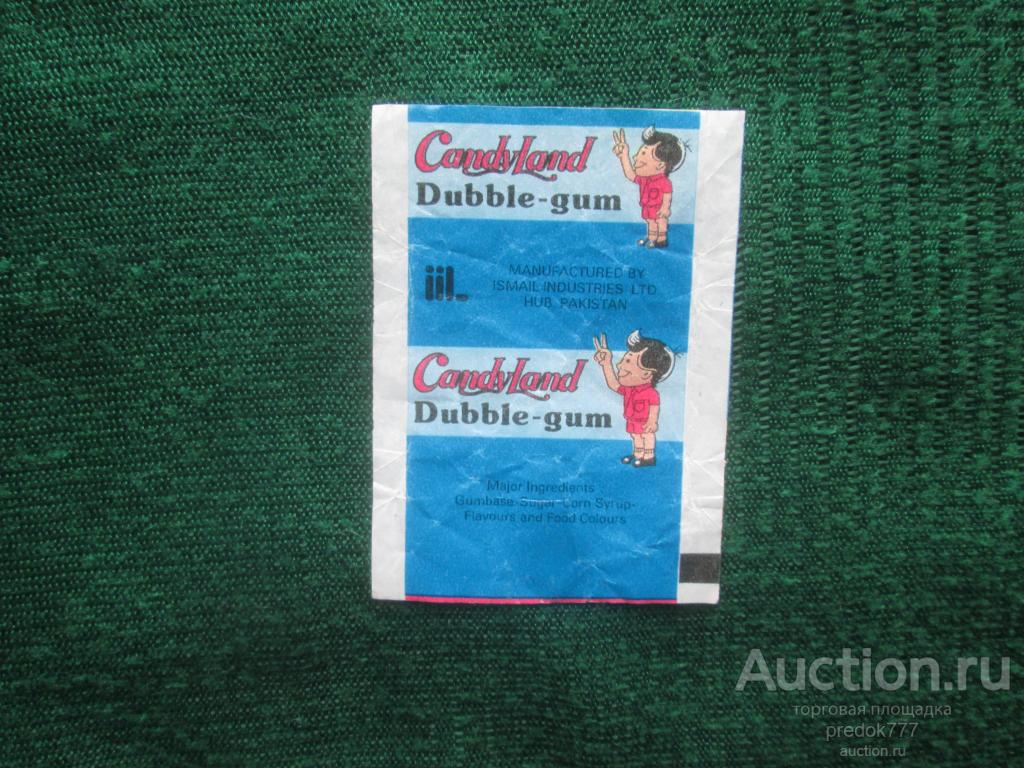 CandyLand
Dubble-gum
iiL
MANUFACTURED BY
ISMAIL INDUSTRIES LTD
HUB, PAKISTAN
CandyLand
Dubble-gum
Major Ingredients :
Gumbase-Sugar-Corn Syrup-
Flavours and Food Colours
Auction.ru
торговая площадка
predok777
auction.ru